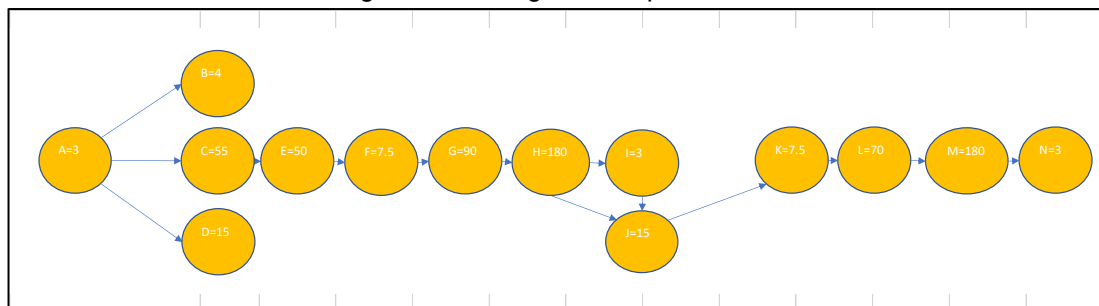 B=4
A=3
C=55
E=50
F=7.5
G=90
H=180
I=3
K=7.5
L=70
M=180
N=3
D=15
J=15